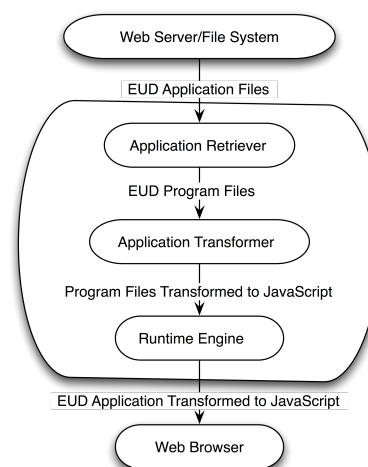 Web Server/File System
EUD Application Files
Application Retriever
EUD Program Files
Application Transformer
Program Files Transformed to JavaScript
Runtime Engine
EUD Application Transformed to JavaScript
Web Browser